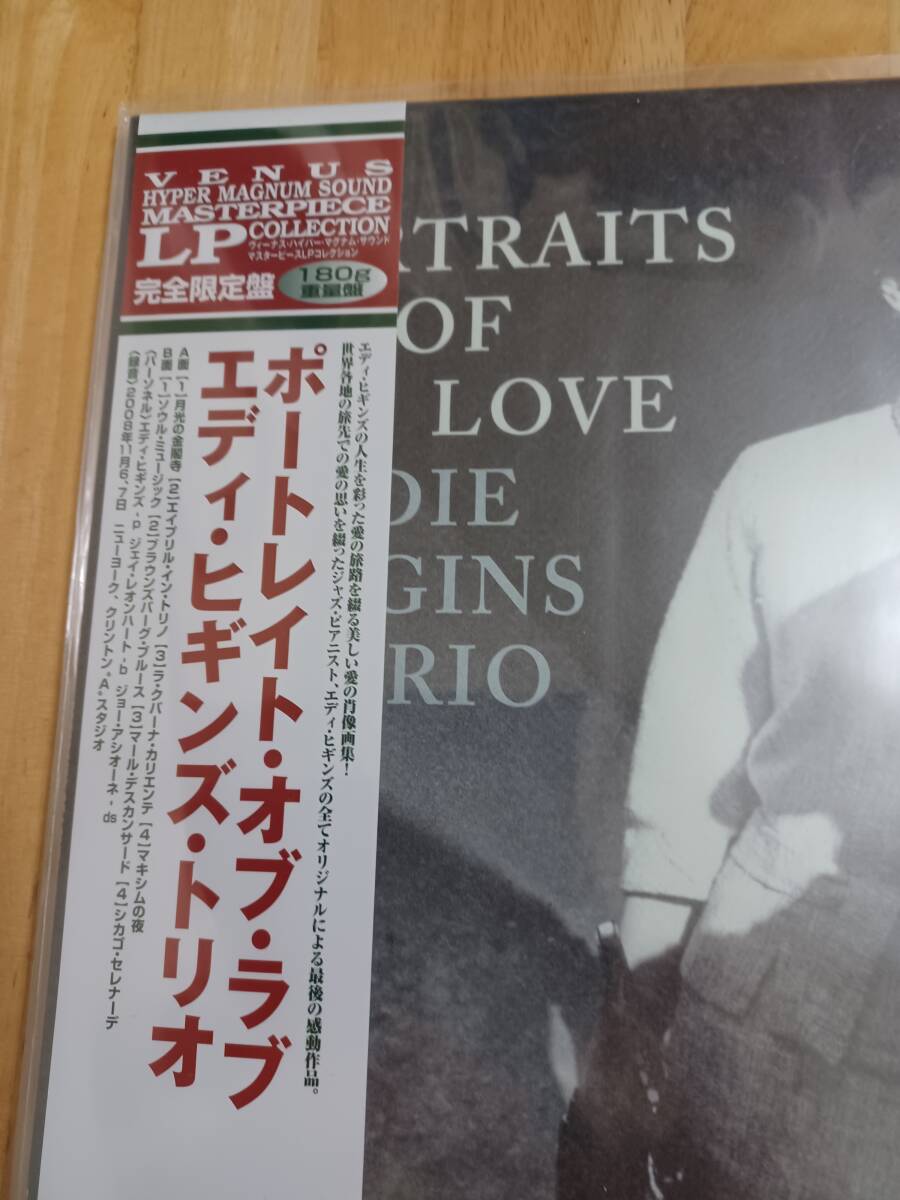 VENUS
HYPER MAGNUM SOUND
MASTERPIECE
LP COLLECTION
ヴィーナス・ハイパー・マグナム・サウンド
マスターピースLPコレクション
完全限定盤
180g
重量盤
エディ・ヒギンズの人生を彩った愛の旅路を綴る美しい愛の肖像画集!
世界各地の旅先での愛の思いを綴ったジャズ・ピアニスト、エディ・ヒギンズの全てオリジナルによる最後の感動作品。
ポートレイト・オブ・ラブ
エディ・ヒギンズ・トリオ
A面 [1]月光の金閣寺 [2]エイプリル・イン・トリノ [3]ラ・クバーナ・カリエンテ [4]マキシムの夜
B面 [1]ソウル・ミュージック [2]ブラウンズバーグ・ブルース [3]マール・デスカンサード [4]シカゴ・セレナーデ
《パーソネル》エディ・ヒギンズ - p ジェイ・レオンハート - b ジョー・アシオーネ - ds
《録音》2008年11月6、7日 ニューヨーク、クリントン“A”スタジオ
RTRAITS
OF
LOVE
DIE
GINS
RIO